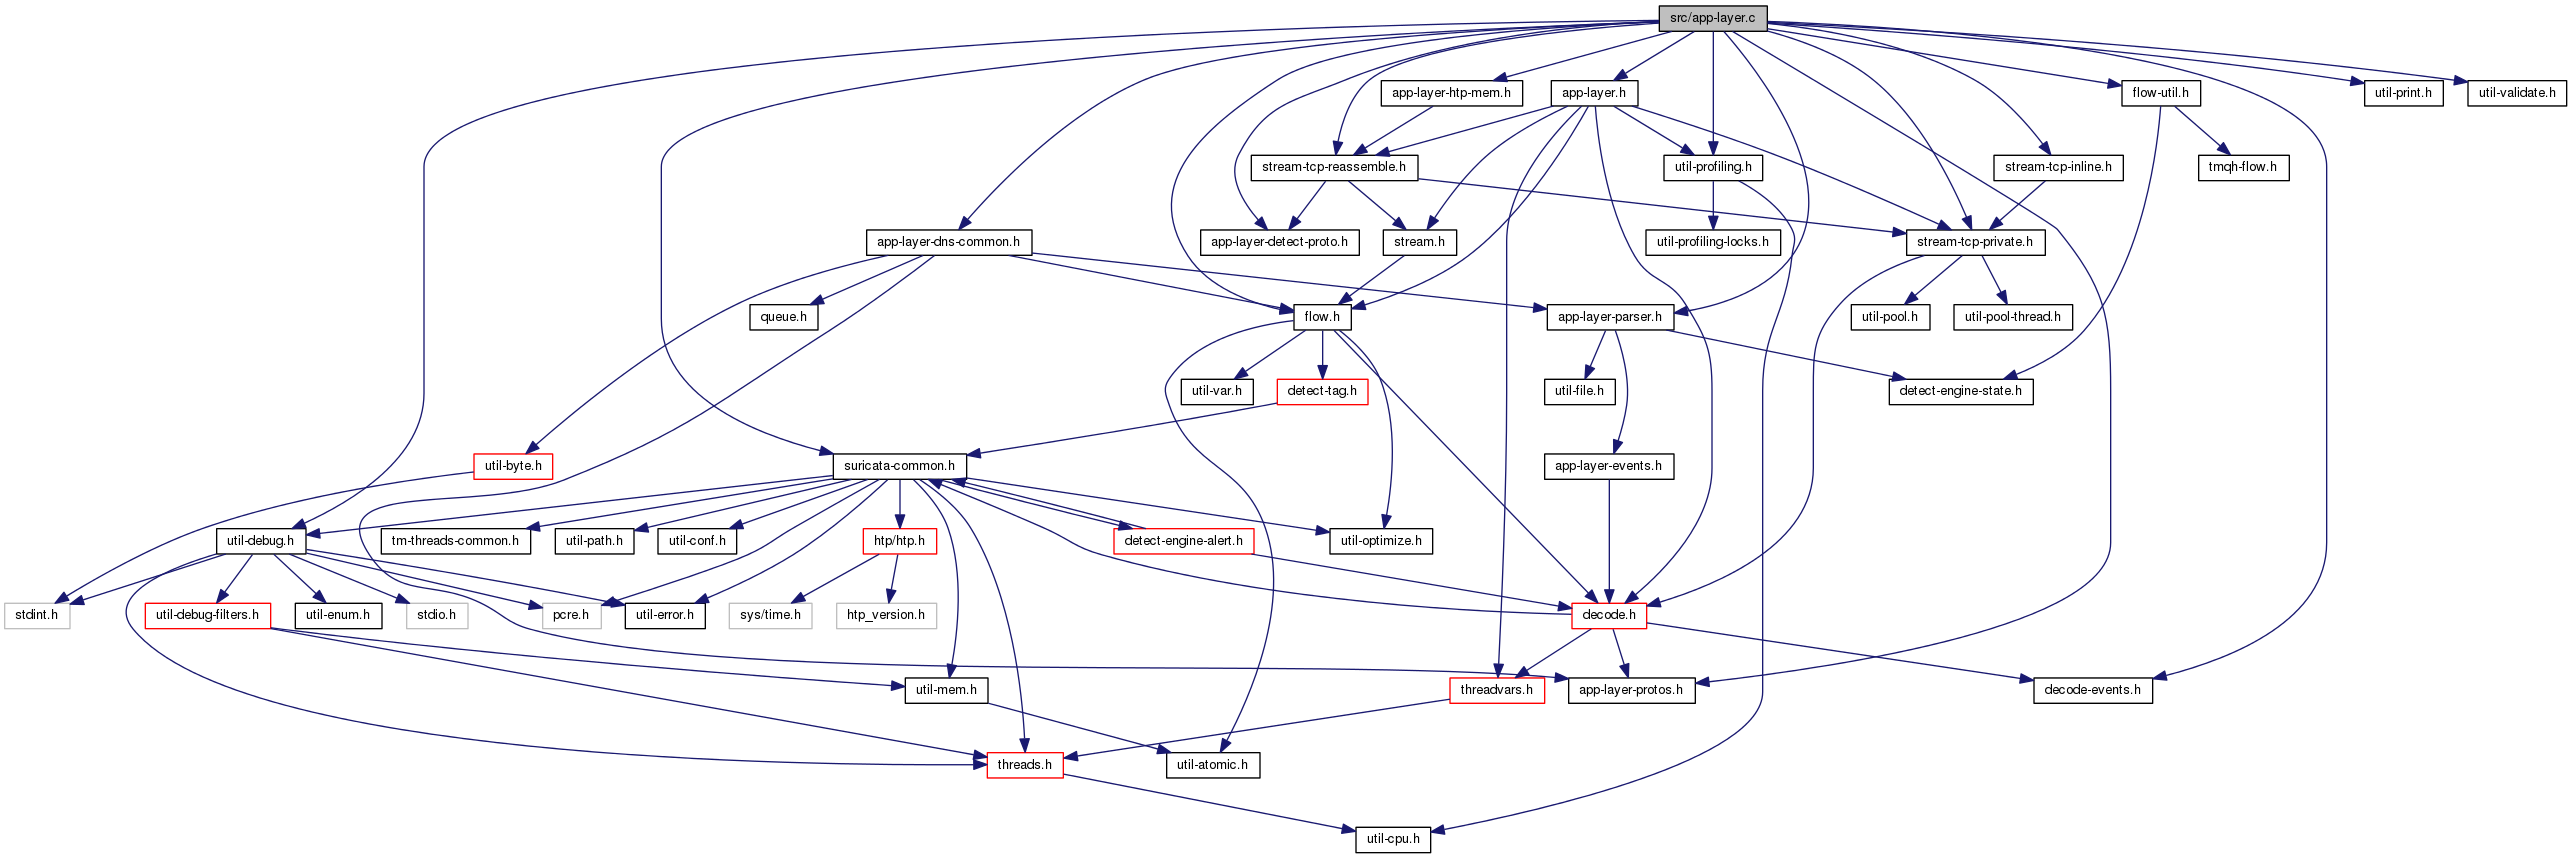 src/app-layer.c
app-layer-htp-mem.h
app-layer.h
flow-util.h
util-print.h
util-validate.h
stream-tcp-reassemble.h
util-profiling.h
stream-tcp-inline.h
tmqh-flow.h
app-layer-dns-common.h
app-layer-detect-proto.h
stream.h
util-profiling-locks.h
stream-tcp-private.h
queue.h
flow.h
app-layer-parser.h
util-pool.h
util-pool-thread.h
util-var.h
detect-tag.h
util-file.h
detect-engine-state.h
util-byte.h
suricata-common.h
app-layer-events.h
util-debug.h
tm-threads-common.h
util-path.h
util-conf.h
htp/htp.h
detect-engine-alert.h
util-optimize.h
stdint.h
util-debug-filters.h
util-enum.h
stdio.h
pcre.h
util-error.h
sys/time.h
htp_version.h
decode.h
util-mem.h
threadvars.h
app-layer-protos.h
decode-events.h
threads.h
util-atomic.h
util-cpu.h